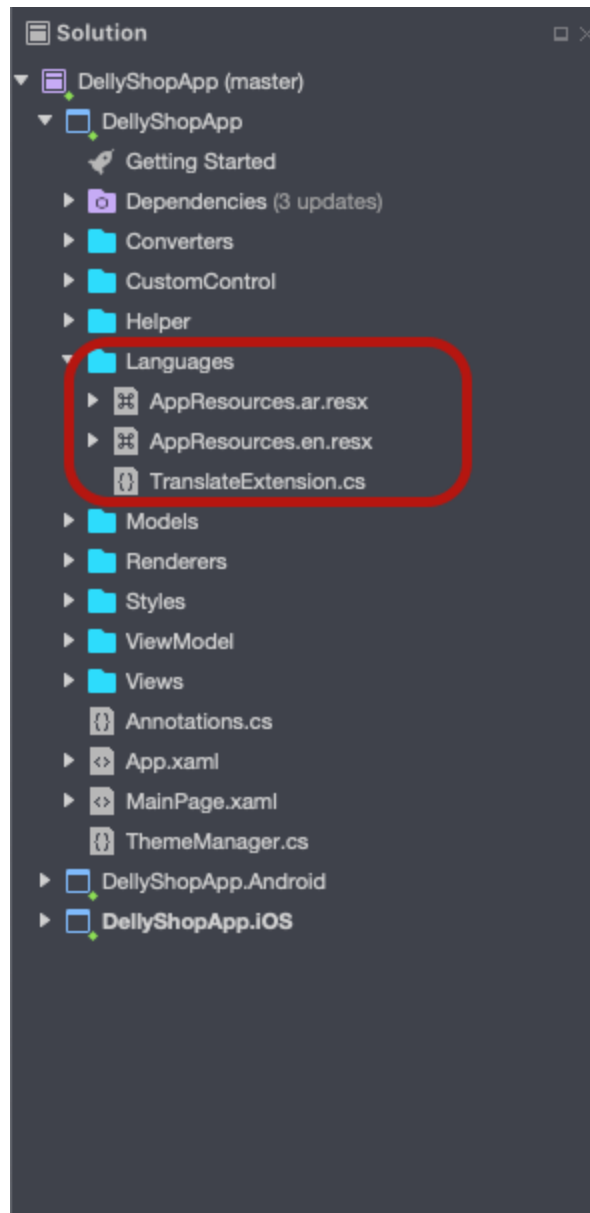 Solution
DellyShopApp (master)
DellyShopApp
Getting Started
Dependencies (3 updates)
Converters
CustomControl
Helper
Languages
AppResources.ar.resx
AppResources.en.resx
TranslateExtension.cs
Models
Renderers
Styles
ViewModel
Views
Annotations.cs
App.xaml
MainPage.xaml
ThemeManager.cs
DellyShopApp.Android
DellyShopApp.iOS